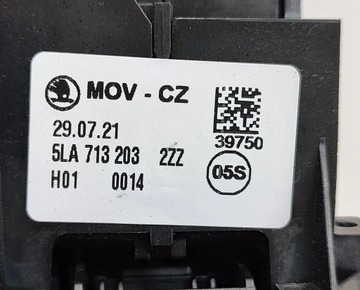 MOV - CZ
29.07.21
39750
5LA 713 203 2ZZ
H01 0014
05S